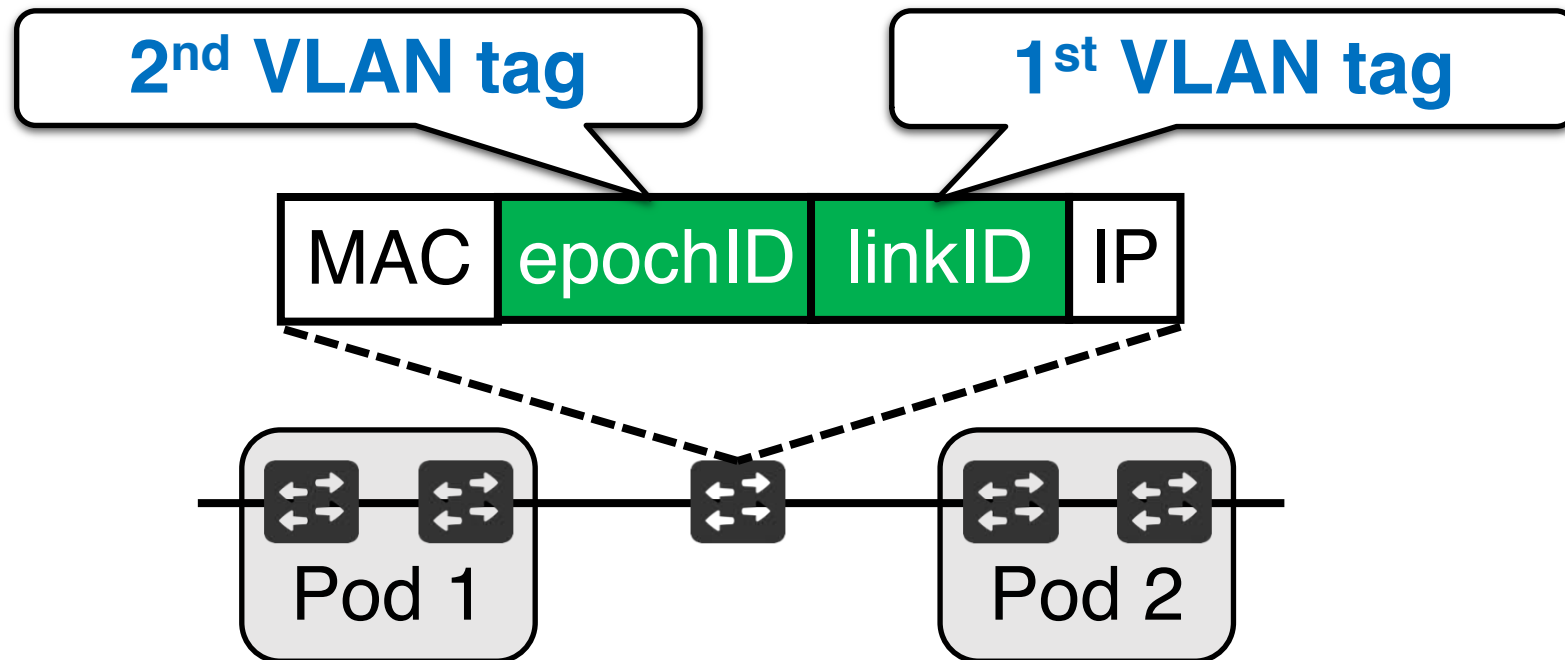 2nd VLAN tag
1st VLAN tag
MAC epochID linkID IP
Pod 1
Pod 2